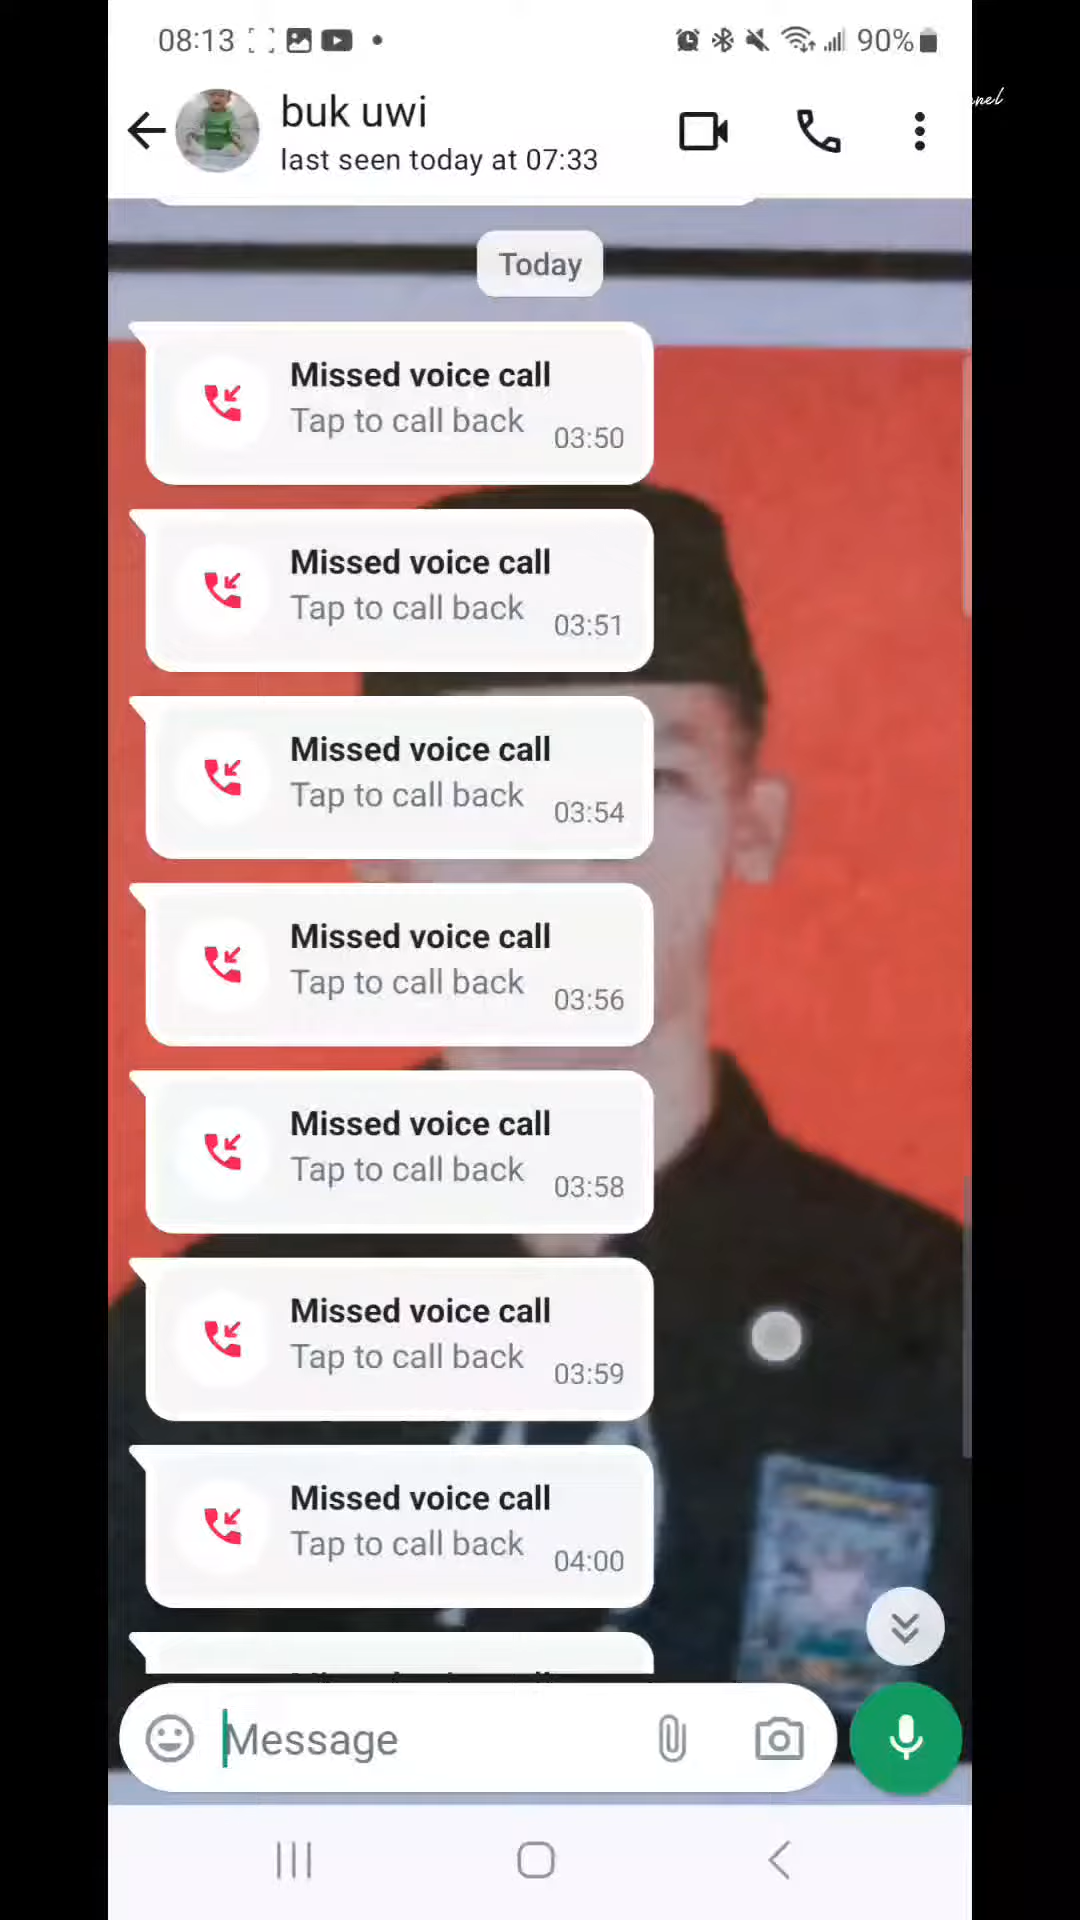 08:13
90%
buk uwi
last seen today at 07:33
Today
Missed voice call
Tap to call back
03:50
Missed voice call
Tap to call back
03:51
Missed voice call
Tap to call back
03:54
Missed voice call
Tap to call back
03:56
Missed voice call
Tap to call back
03:58
Missed voice call
Tap to call back
03:59
Missed voice call
Tap to call back
04:00
Message